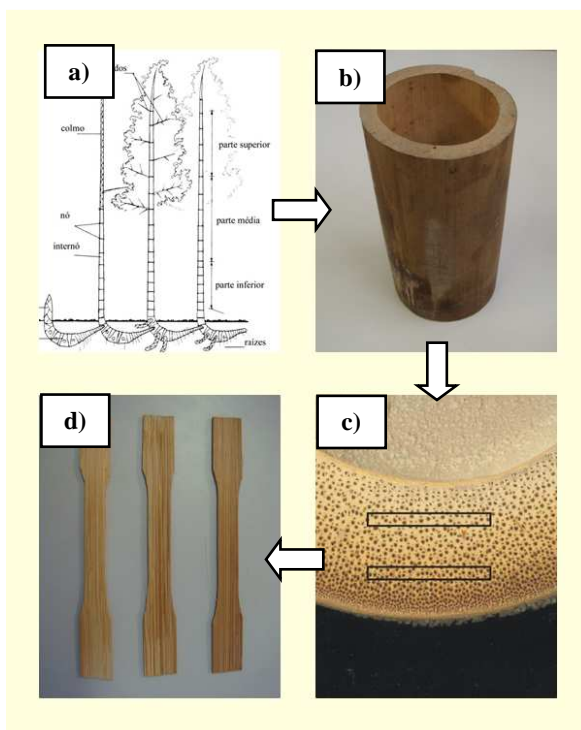 a)
colmo
parte superior
nó
parte média
internó
parte inferior
raízes
b)
c)
d)